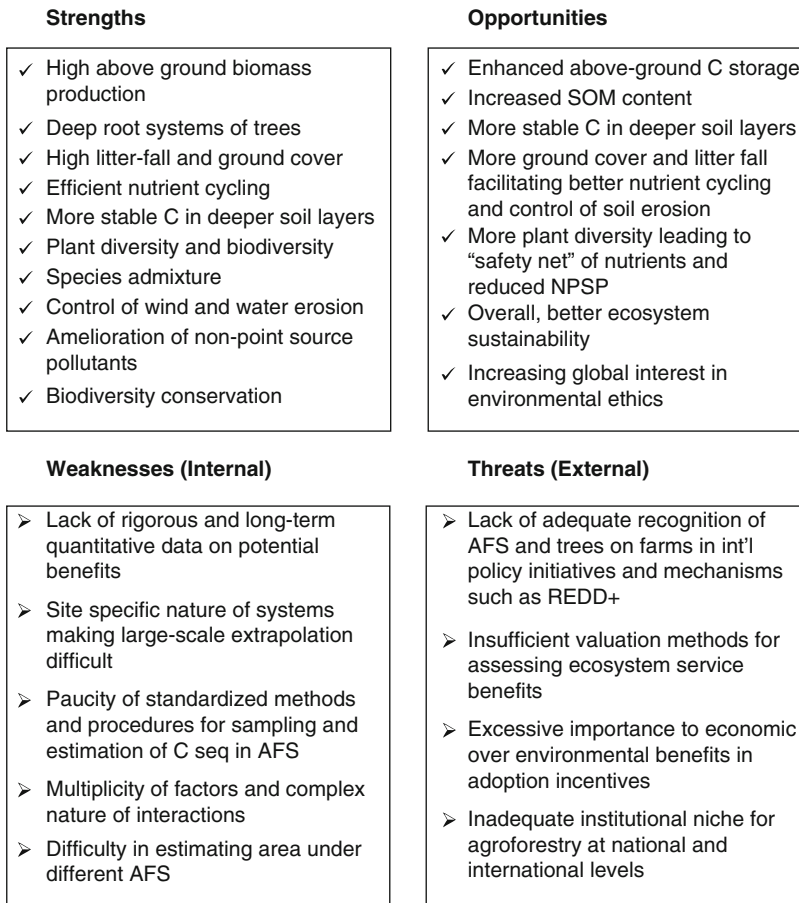 Strengths
✓ High above ground biomass
production
✓ Deep root systems of trees
✓ High litter-fall and ground cover
✓ Efficient nutrient cycling
✓ More stable C in deeper soil layers
✓ Plant diversity and biodiversity
✓ Species admixture
✓ Control of wind and water erosion
✓ Amelioration of non-point source
pollutants
✓ Biodiversity conservation
Opportunities
✓ Enhanced above-ground C storage
✓ Increased SOM content
✓ More stable C in deeper soil layers
✓ More ground cover and litter fall
facilitating better nutrient cycling
and control of soil erosion
✓ More plant diversity leading to
“safety net” of nutrients and
reduced NPSP
✓ Overall, better ecosystem
sustainability
✓ Increasing global interest in
environmental ethics
Weaknesses (Internal)
➢ Lack of rigorous and long-term
quantitative data on potential
benefits
➢ Site specific nature of systems
making large-scale extrapolation
difficult
➢ Paucity of standardized methods
and procedures for sampling and
estimation of C seq in AFS
➢ Multiplicity of factors and complex
nature of interactions
➢ Difficulty in estimating area under
different AFS
Threats (External)
➢ Lack of adequate recognition of
AFS and trees on farms in int’l
policy initiatives and mechanisms
such as REDD+
➢ Insufficient valuation methods for
assessing ecosystem service
benefits
➢ Excessive importance to economic
over environmental benefits in
adoption incentives
➢ Inadequate institutional niche for
agroforestry at national and
international levels